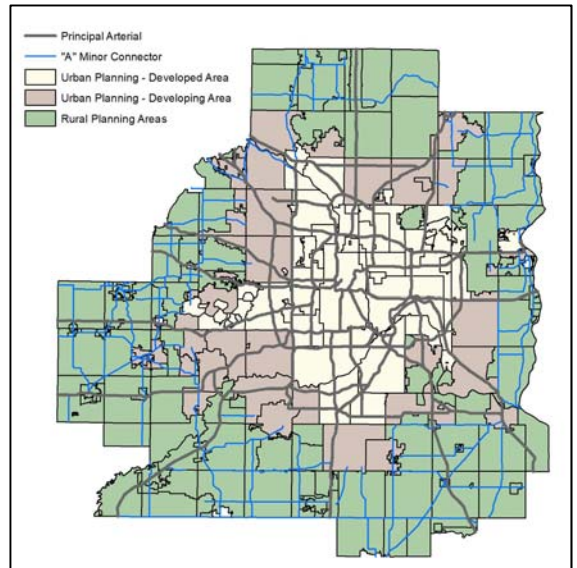 Principal Arterial
"A" Minor Connector
Urban Planning - Developed Area
Urban Planning - Developing Area
Rural Planning Areas